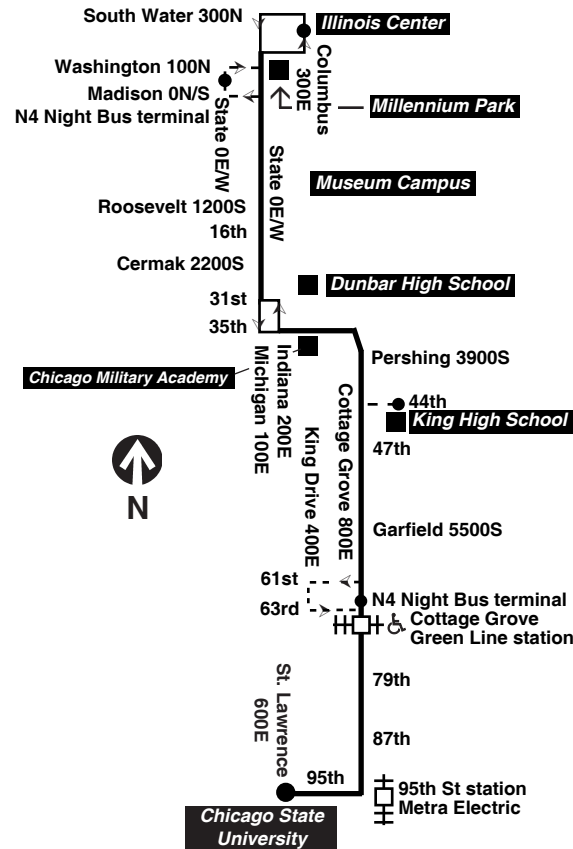 South Water 300N
Illinois Center
Washington 100N
Columbus
300E
Madison 0N/S
N4 Night Bus terminal
State 0E/W
Millennium Park
State 0E/W
Museum Campus
Roosevelt 1200S
16th
Cermak 2200S
Dunbar High School
31st
35th
Pershing 3900S
Chicago Military Academy
Indiana 200E
Michigan 100E
King Drive 400E
Cottage Grove 800E
44th
King High School
47th
N
Garfield 5500S
61st
N4 Night Bus terminal
63rd
Cottage Grove
Green Line station
St. Lawrence
600E
79th
87th
95th
95th St station
Metra Electric
Chicago State
University